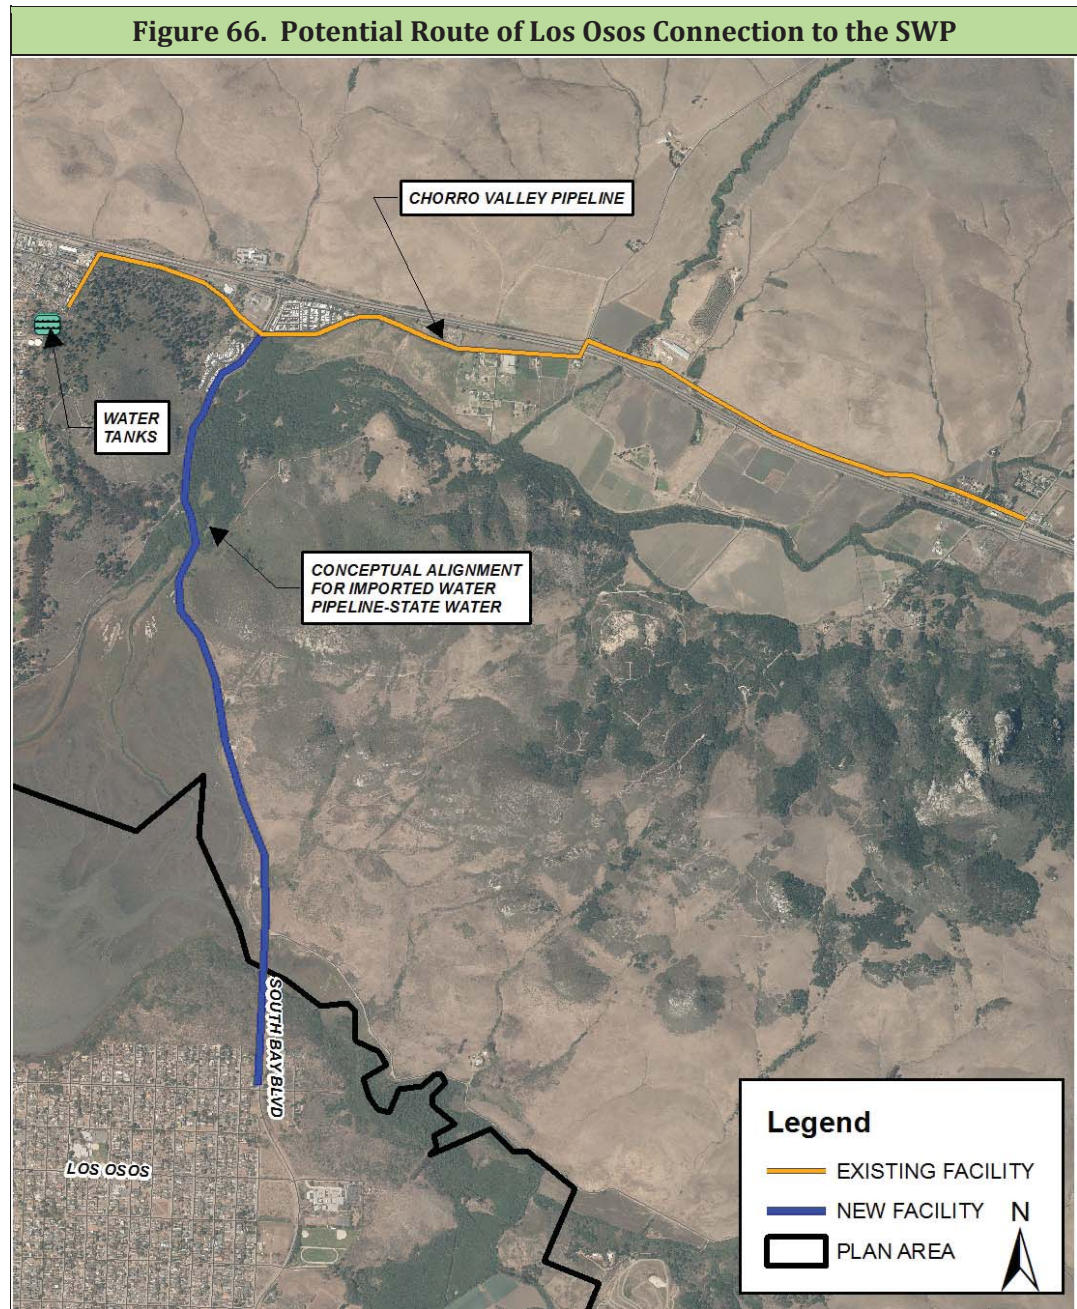 Figure 66. Potential Route of Los Osos Connection to the SWP
CHORRO VALLEY PIPELINE
WATER
TANKS
CONCEPTUAL ALIGNMENT
FOR IMPORTED WATER
PIPELINE-STATE WATER
SOUTH BAY BLVD
LOS OSOS
Legend
EXISTING FACILITY
NEW FACILITY
PLAN AREA
N